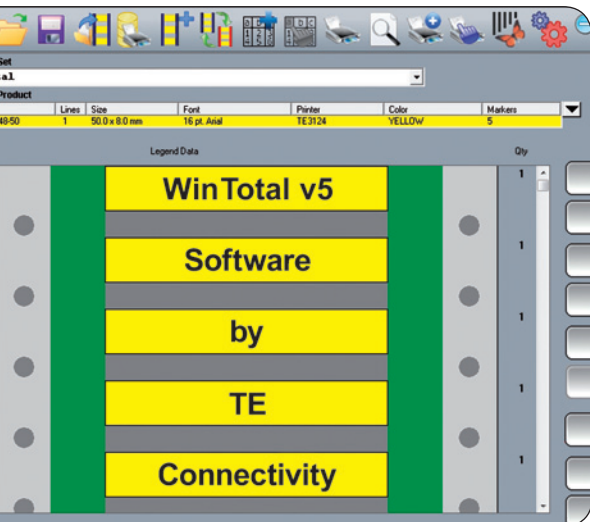 Set
Product
Lines Size Font Printer Color Markers
48-50 1 50.0 x 8.0 mm 16 pt. Arial TE3124 YELLOW 5
Legend Data Qty
WinTotal v5 1
Software 1
by 1
TE 1
Connectivity 1